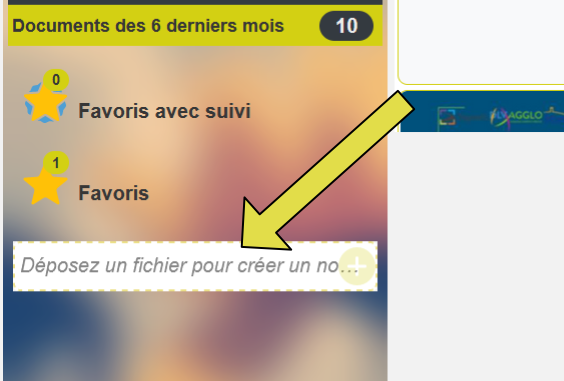 Documents des 6 derniers mois 10
0
Favoris avec suivi
1
Favoris
Déposez un fichier pour créer un no...
AGGLO